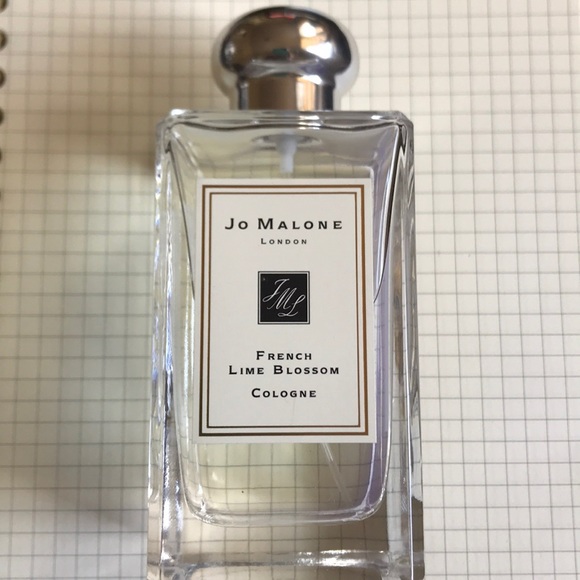 Jo Malone
London
JML
French
Lime Blossom
Cologne